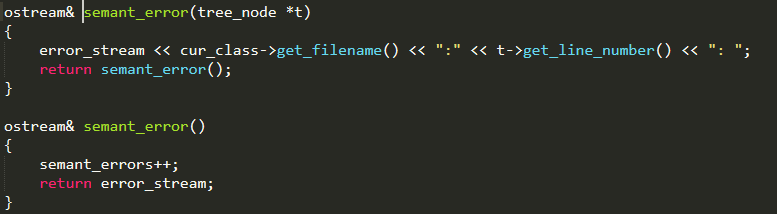 ostream& semant_error(tree_node *t)
{
    error_stream << cur_class->get_filename() << ":" << t->get_line_number() << ": ";
    return semant_error();
}

ostream& semant_error()
{
    semant_errors++;
    return error_stream;
}